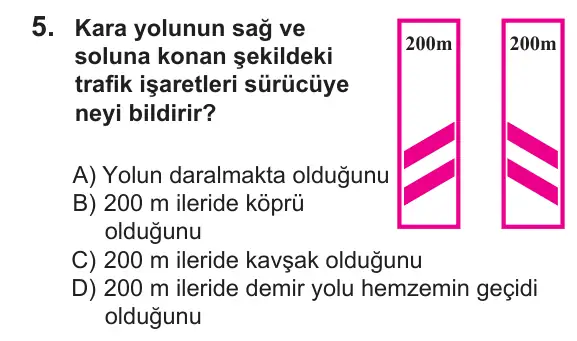 5. Kara yolunun sağ ve
soluna konan şekildeki
trafik işaretleri sürücüye
neyi bildirir?
200m
200m
A) Yolun daralmakta olduğunu
B) 200 m ileride köprü
olduğunu
C) 200 m ileride kavşak olduğunu
D) 200 m ileride demir yolu hemzemin geçidi
olduğunu